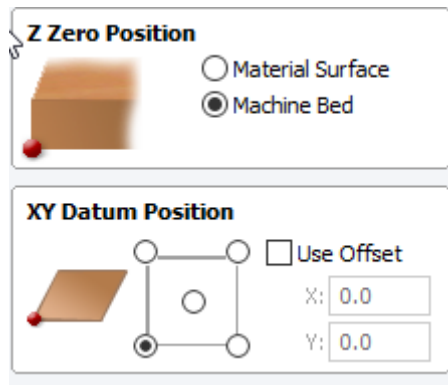 Z Zero Position
Material Surface
Machine Bed
XY Datum Position
Use Offset
X: 0.0
Y: 0.0